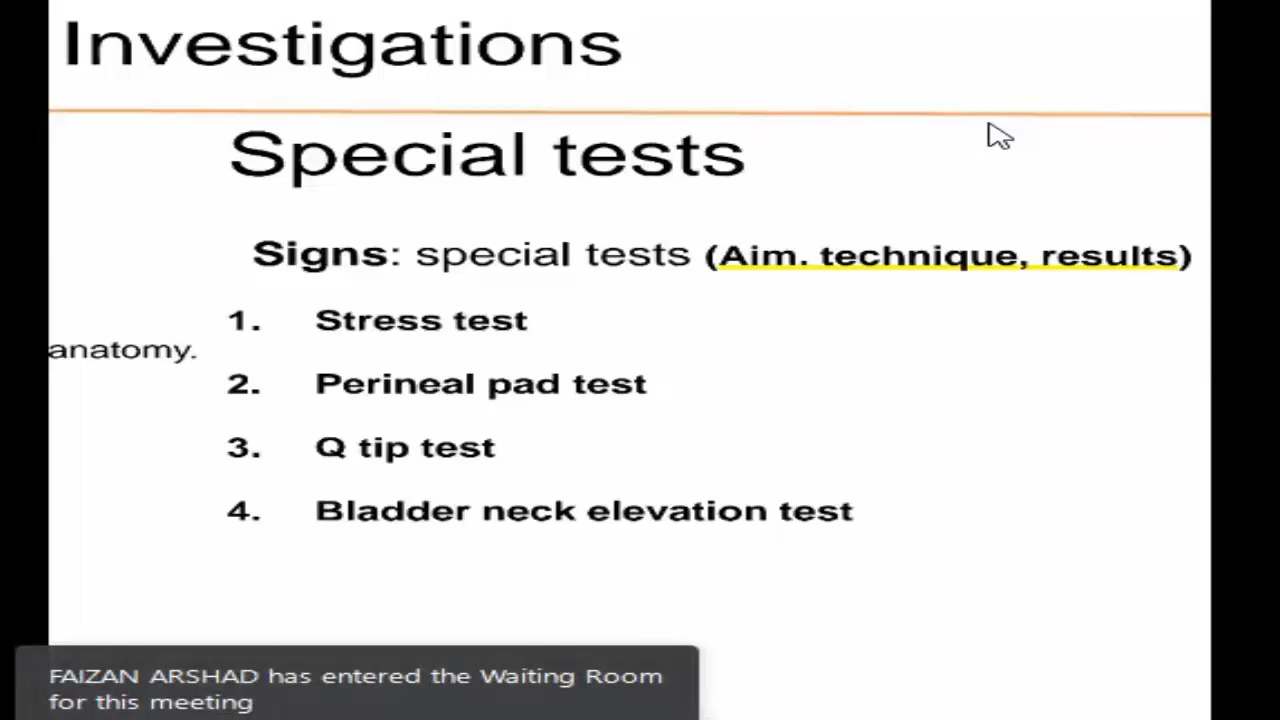 Investigations
Special tests
Signs: special tests (Aim. technique, results)
1. Stress test
anatomy.
2. Perineal pad test
3. Q tip test
4. Bladder neck elevation test
FAIZAN ARSHAD has entered the Waiting Room
for this meeting